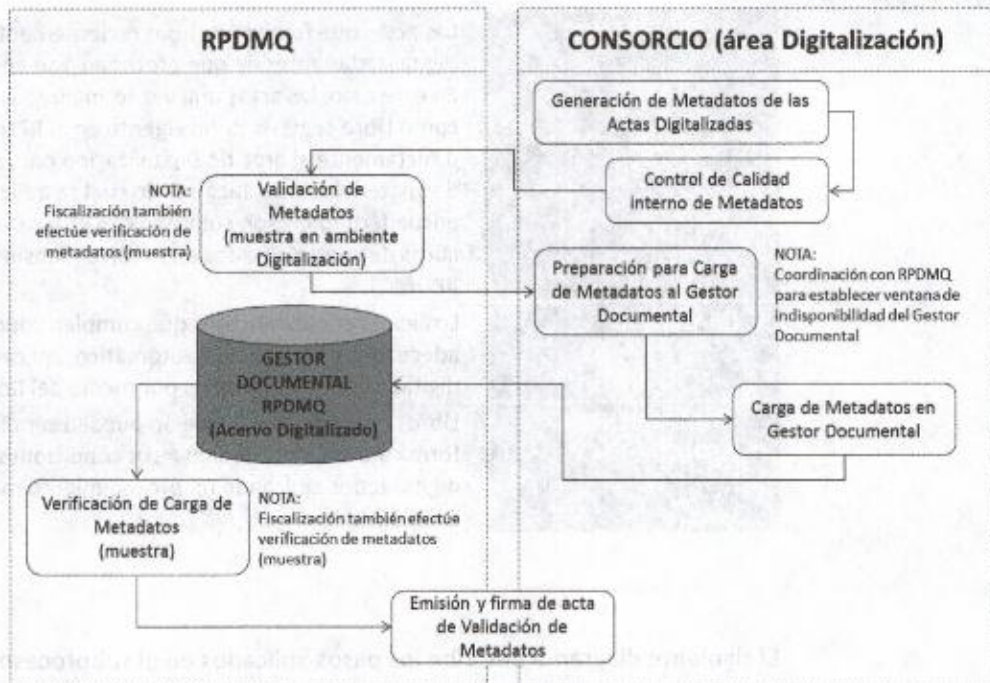 RPDMQ
CONSORCIO (área Digitalización)
Generación de Metadatos de las
Actas Digitalizadas
Control de Calidad
Interno de Metadatos
NOTA:
Fiscalización también
efectúe verificación de
metadatos (muestra)
Validación de
Metadatos
(muestra en ambiente
Digitalización)
Preparación para Carga
de Metadatos al Gestor
Documental
NOTA:
Coordinación con RPDMQ
para establecer ventana de
indisponibilidad del Gestor
Documental
GESTOR
DOCUMENTAL
RPDMQ
(Acervo Digitalizado)
Carga de Metadatos en
Gestor Documental
Verificación de Carga de
Metadatos
(muestra)
NOTA:
Fiscalización también efectúe
verificación de metadatos
(muestra)
Emisión y firma de acta
de Validación de
Metadatos